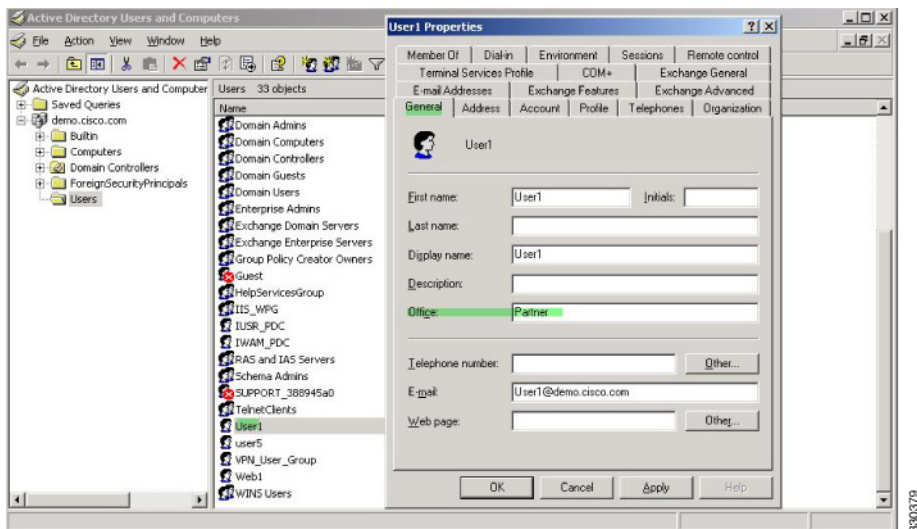 Active Directory Users and Computers
File Action View Window Help
Active Directory Users and Computer
Saved Queries
demo.cisco.com
Builtin
Computers
Domain Controllers
ForeignSecurityPrincipals
Users
Users 33 objects
Name
Domain Admins
Domain Computers
Domain Controllers
Domain Guests
Domain Users
Enterprise Admins
Exchange Domain Servers
Exchange Enterprise Servers
Group Policy Creator Owners
Guest
HelpServicesGroup
IIS_WPG
IUSR_PDC
IWAM_PDC
RAS and IAS Servers
Schema Admins
SUPPORT_388945a0
TelnetClients
User1
user5
VPN_User_Group
Web1
WINS Users
User1 Properties
Member Of Dial-in Environment Sessions Remote control
Terminal Services Profile COM+ Exchange General
E-mail Addresses Exchange Features Exchange Advanced
General Address Account Profile Telephones Organization
User1
First name: User1 Initials:
Last name:
Display name: User1
Description:
Office: Partner
Telephone number: Other...
E-mail: User1@demo.cisco.com
Web page: Other...
OK Cancel Apply Help
330379